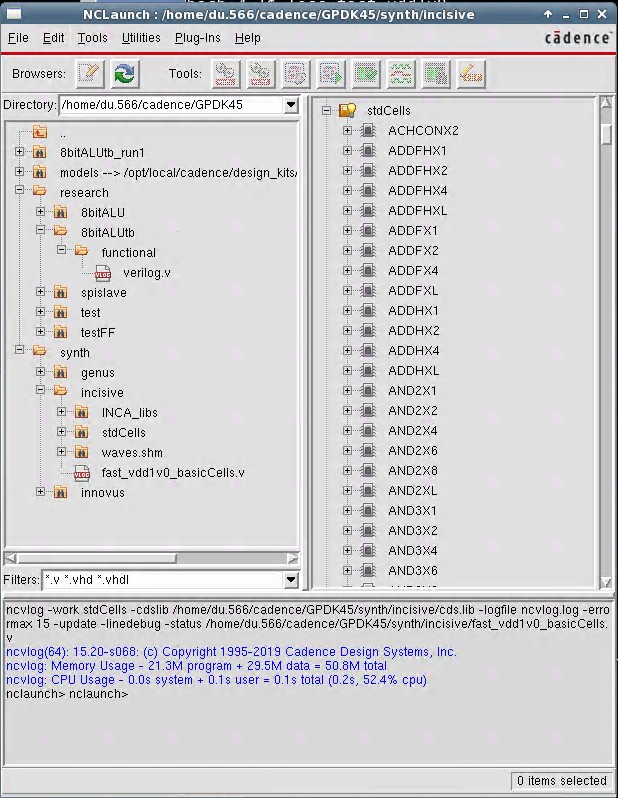 NCLaunch : /home/du.566/cadence/GPDK45/synth/incisive
File Edit Tools Utilities Plug-Ins Help
cādence
Browsers:
Tools:
Directory: /home/du.566/cadence/GPDK45
..
8bitALUtb_run1
models --> /opt/local/cadence/design_kits/
research
8bitALU
8bitALUtb
functional
verilog.v
spislave
test
testFF
synth
genus
incisive
INCA_libs
stdCells
waves.shm
fast_vdd1v0_basicCells.v
innovus
Filters: *.v *.vhd *.vhdl
stdCells
ACHCONX2
ADDFHX1
ADDFHX2
ADDFHX4
ADDFHXL
ADDFX1
ADDFX2
ADDFX4
ADDFXL
ADDHX1
ADDHX2
ADDHX4
ADDHXL
AND2X1
AND2X2
AND2X4
AND2X6
AND2X8
AND2XL
AND3X1
AND3X2
AND3X4
AND3X6
ncvlog -work stdCells -cdslib /home/du.566/cadence/GPDK45/synth/incisive/cds.lib -logfile ncvlog.log -erro
rmax 15 -update -linedebug -status /home/du.566/cadence/GPDK45/synth/incisive/fast_vdd1v0_basicCells.
v
ncvlog(64): 15.20-s068: (c) Copyright 1995-2019 Cadence Design Systems, Inc.
ncvlog: Memory Usage - 21.3M program + 29.5M data = 50.8M total
ncvlog: CPU Usage - 0.0s system + 0.1s user = 0.1s total (0.2s, 52.4% cpu)
nclaunch> nclaunch>
0 items selected